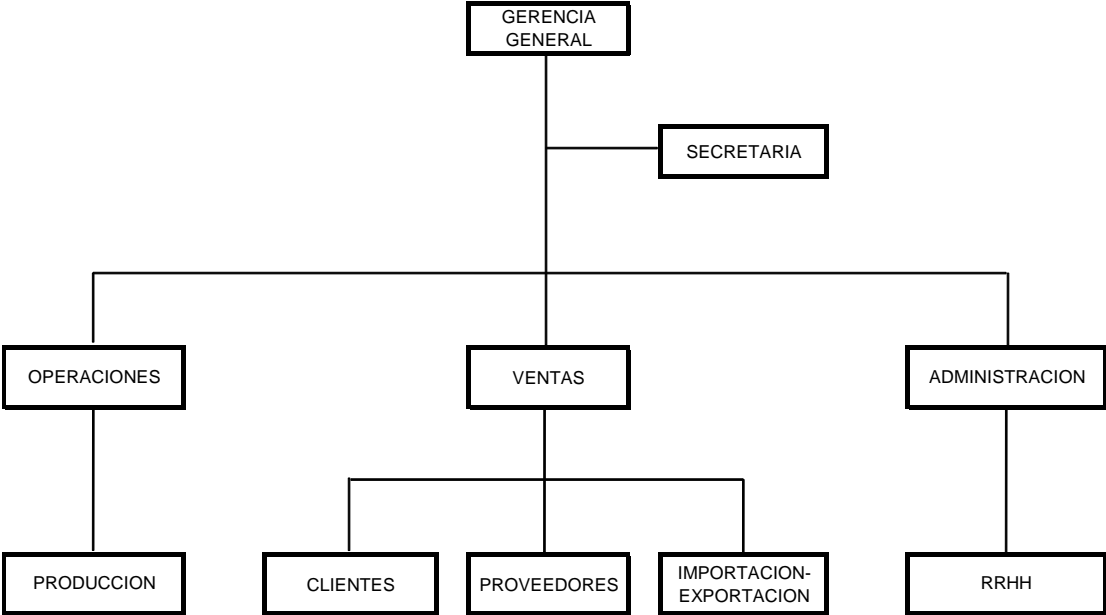 GERENCIA
GENERAL
SECRETARIA
OPERACIONES
VENTAS
ADMINISTRACION
PRODUCCION
CLIENTES
PROVEEDORES
IMPORTACION-
EXPORTACION
RRHH